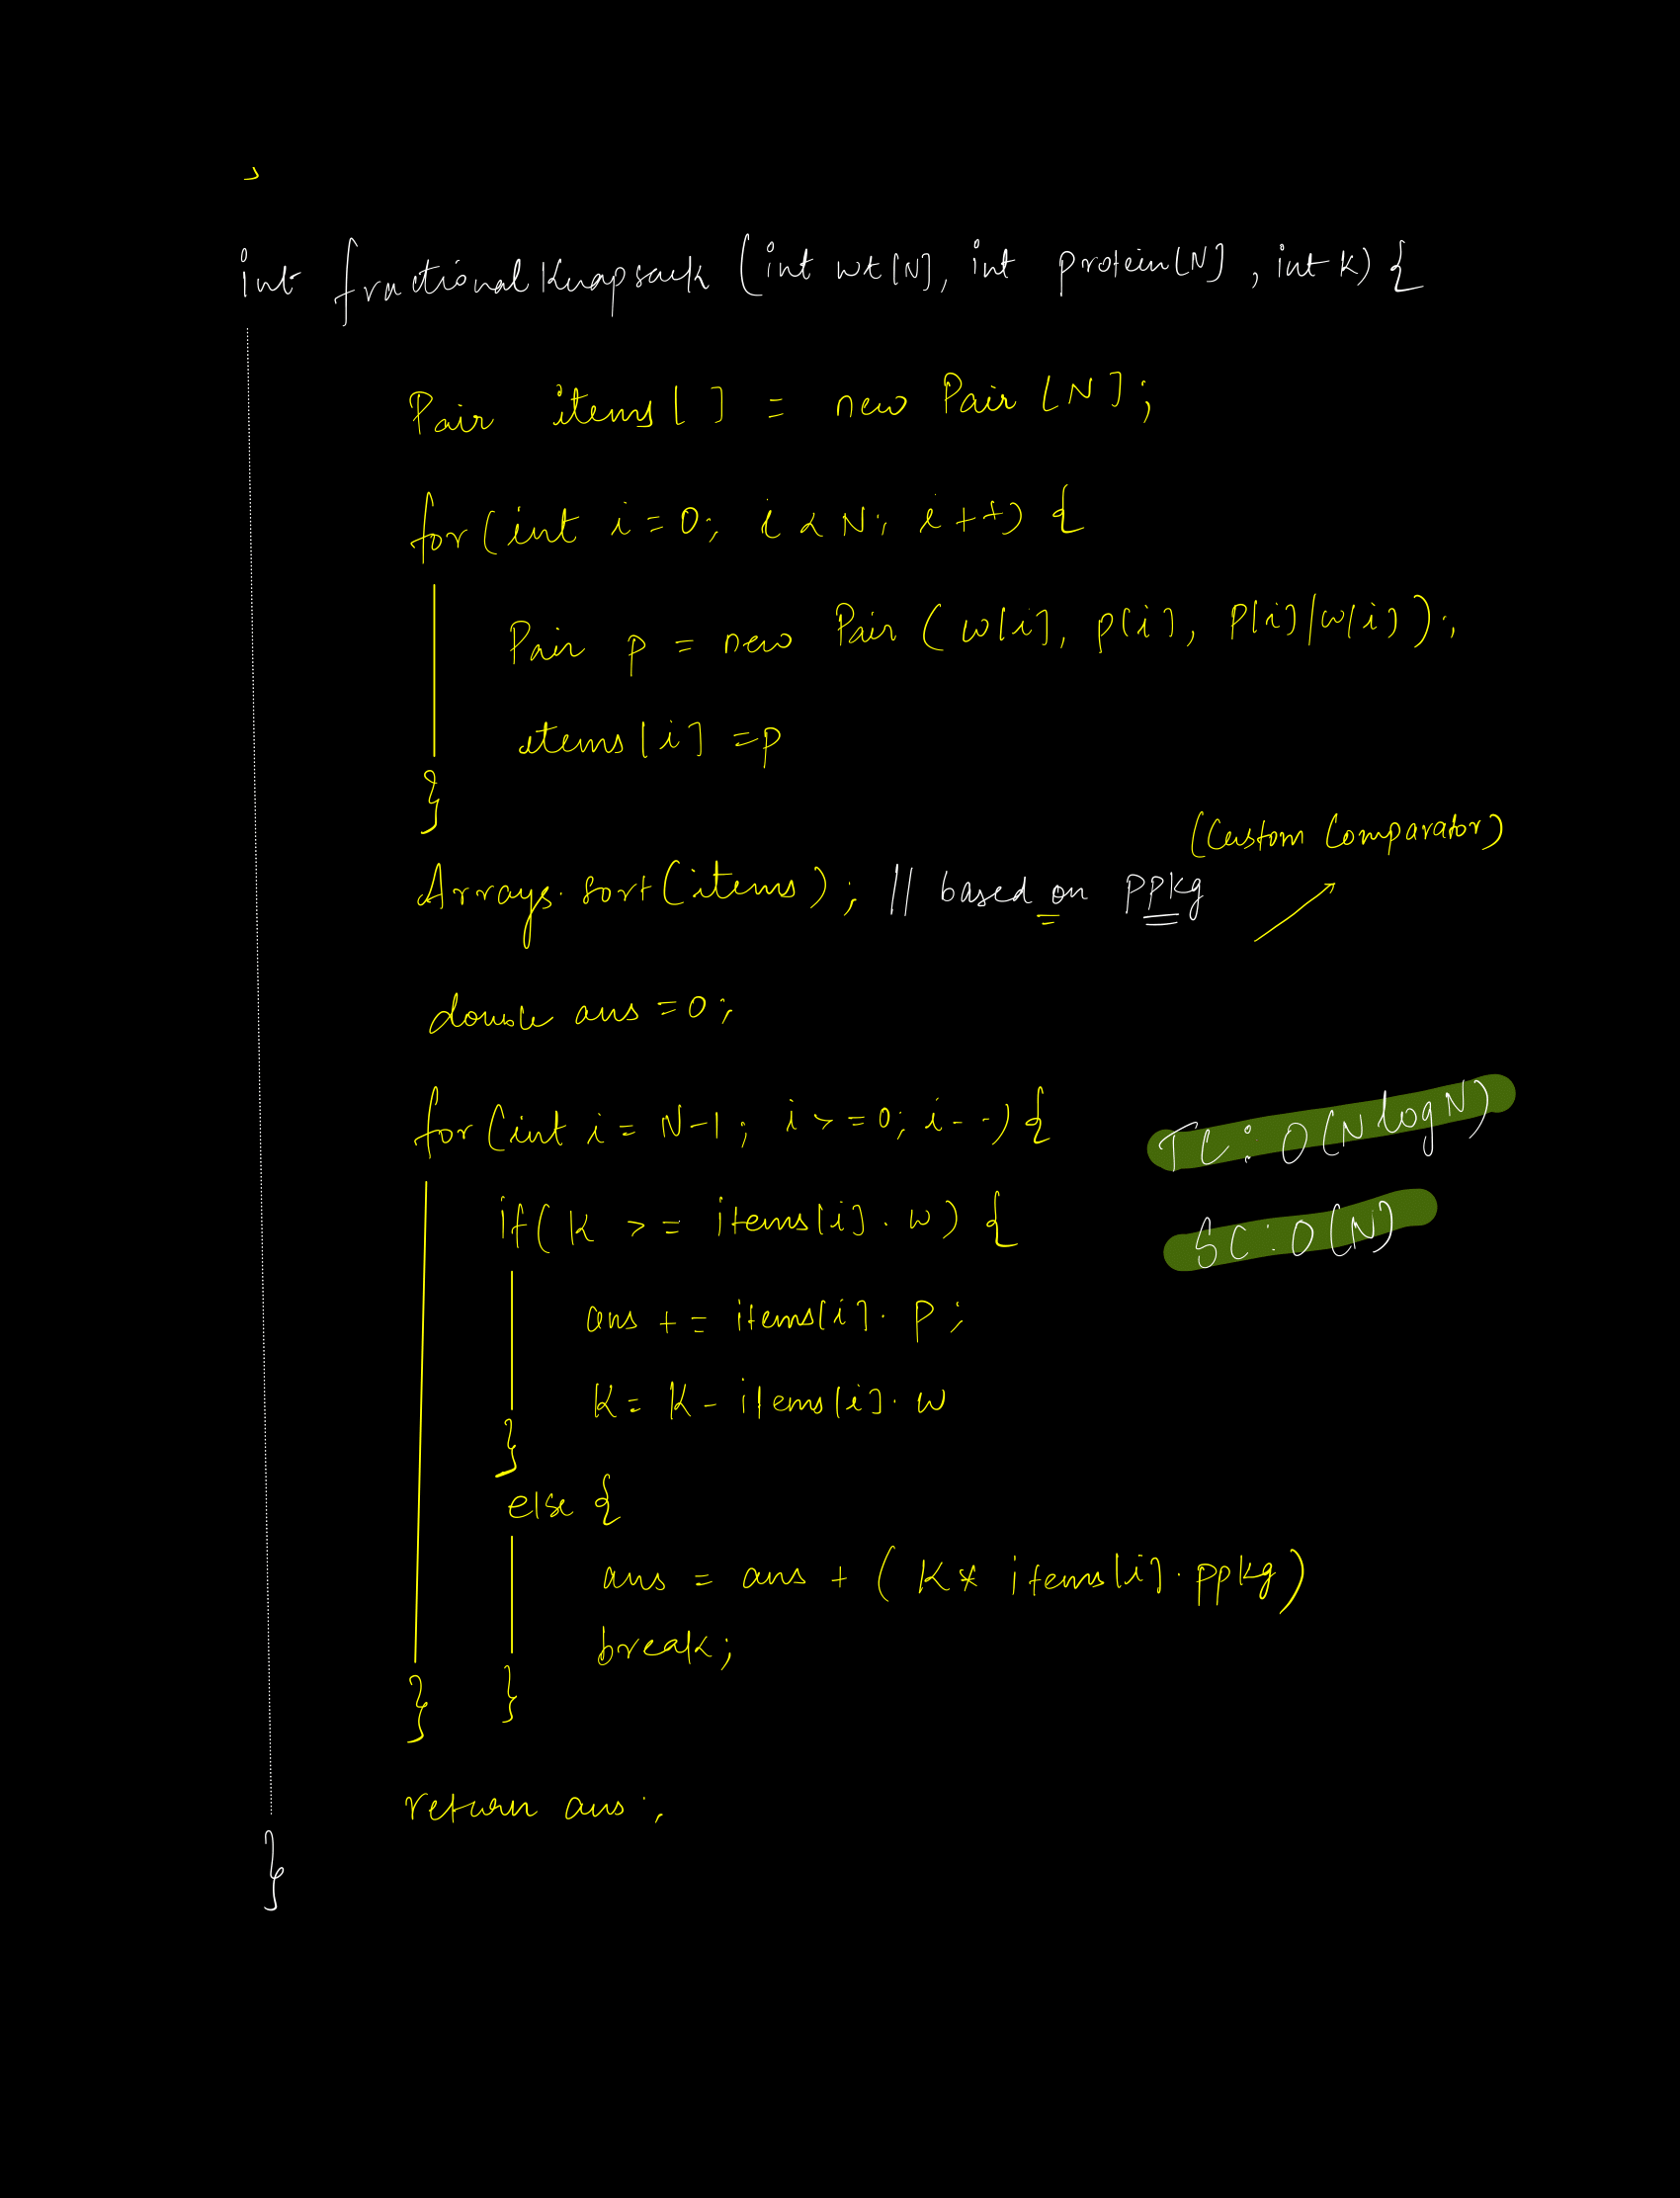 int fractionalKnapsack (int wt[N], int protein[N], int K) {
Pair items[] = new Pair[N];
for(int i=0; i<N; i++) {
Pair p = new Pair (w[i], p[i], P[i]/w[i]);
items[i] = p
}
(Custom Comparator)
Arrays.sort(items); // based on ppkg
double ans = 0;
for(int i = N-1; i>=0; i--) {
TC: O(N log N)
if(K >= items[i].w) {
SC: O(N)
ans += items[i].p;
K = K - items[i].w
}
else {
ans = ans + (K * items[i].ppkg)
break;
}
}
return ans;
}